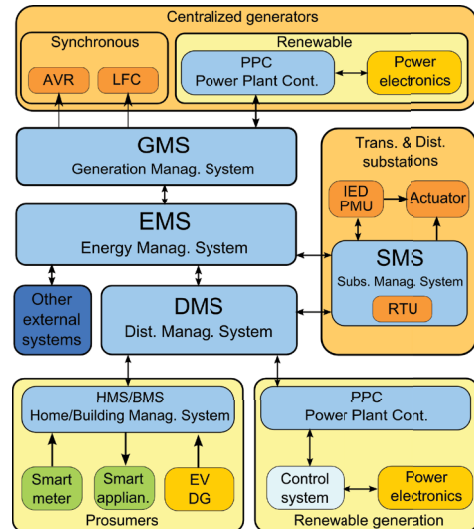 Centralized generators
Synchronous
AVR
LFC
Renewable
PPC
Power Plant Cont.
Power
electronics
GMS
Generation Manag. System
EMS
Energy Manag. System
Other
external
systems
DMS
Dist. Manag. System
Trans. & Dist.
substations
IED
PMU
Actuator
SMS
Subs. Manag. System
RTU
HMS/BMS
Home/Building Manag. System
Smart
meter
Smart
applian.
EV
DG
Prosumers
PPC
Power Plant Cont.
Control
system
Power
electronics
Renewable generation